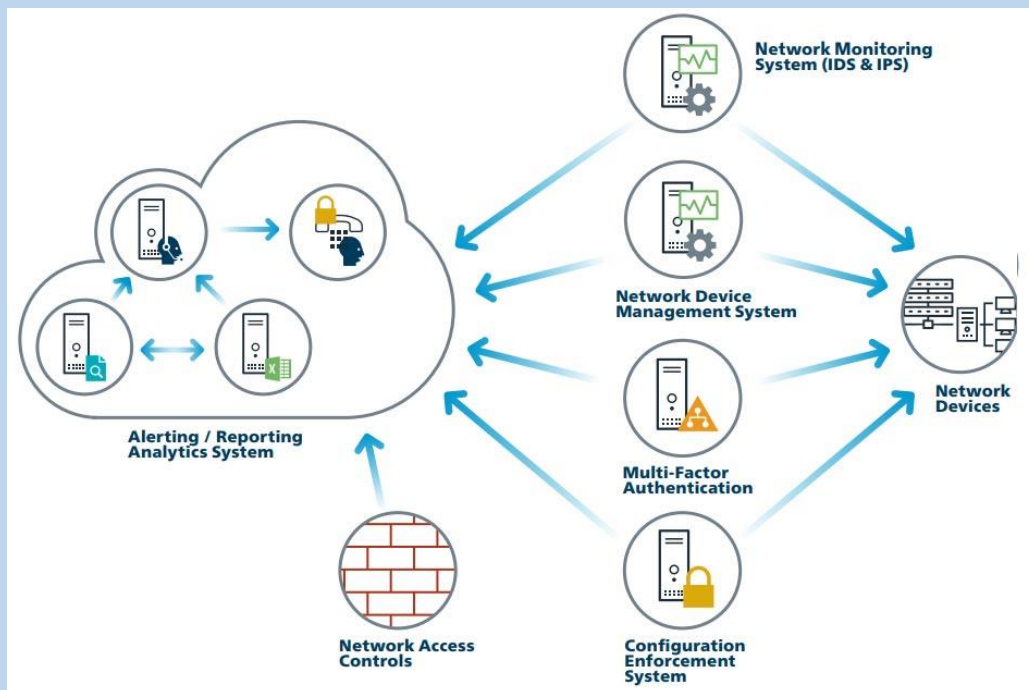 Network Monitoring
System (IDS & IPS)
Network Device
Management System
Network
Devices
Alerting / Reporting
Analytics System
Multi-Factor
Authentication
Network Access
Controls
Configuration
Enforcement
System